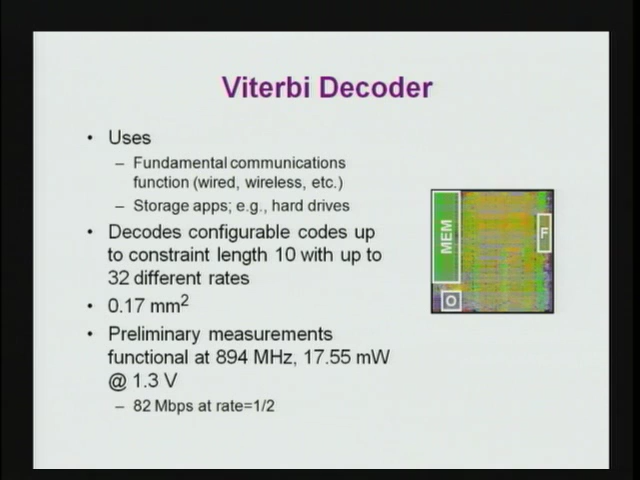 Viterbi Decoder
• Uses
– Fundamental communications
function (wired, wireless, etc.)
– Storage apps; e.g., hard drives
• Decodes configurable codes up
to constraint length 10 with up to
32 different rates
• 0.17 mm²
• Preliminary measurements
functional at 894 MHz, 17.55 mW
@ 1.3 V
– 82 Mbps at rate=1/2
MEM
F
O